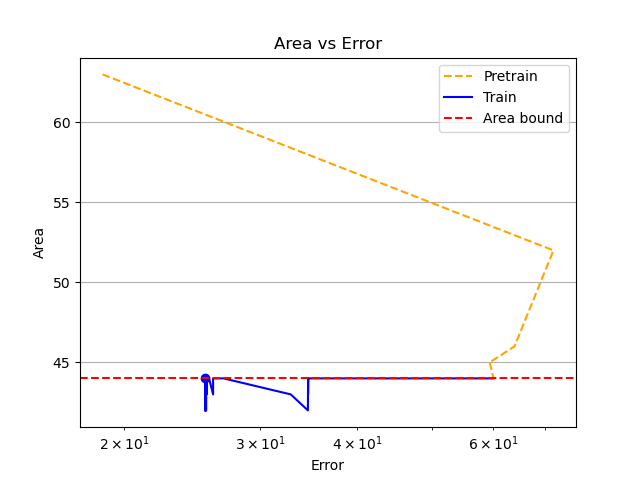 Area vs Error
Pretrain
Train
Area bound
60
55
50
45
Area
2 × 10¹
3 × 10¹
4 × 10¹
6 × 10¹
Error